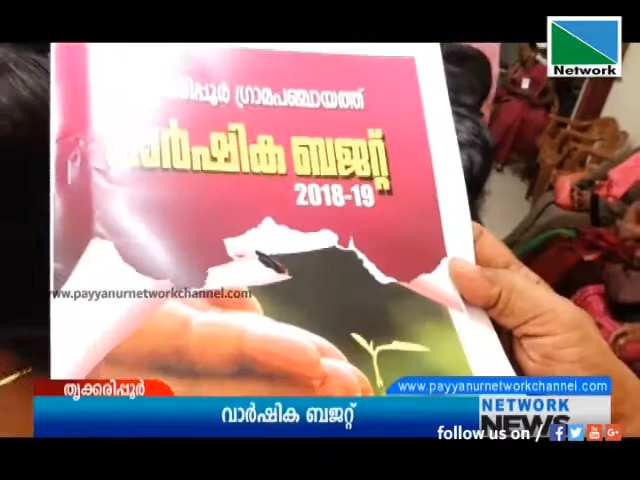 Network
ക്കരിപ്പൂർ ഗ്രാമപഞ്ചായത്ത്
വാർഷിക ബജറ്റ്
2018-19
www.payyanurnetworkchannel.com
തൃക്കരിപ്പൂർ
www.payyanurnetworkchannel.com
വാർഷിക ബജറ്റ്
NETWORK
NEWS
follow us on /